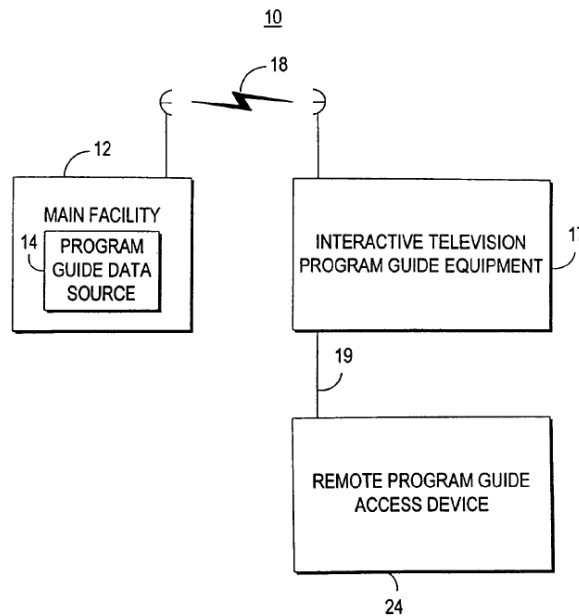 10
18
12
MAIN FACILITY
14
PROGRAM
GUIDE DATA
SOURCE
INTERACTIVE TELEVISION
PROGRAM GUIDE EQUIPMENT
17
19
REMOTE PROGRAM GUIDE
ACCESS DEVICE
24